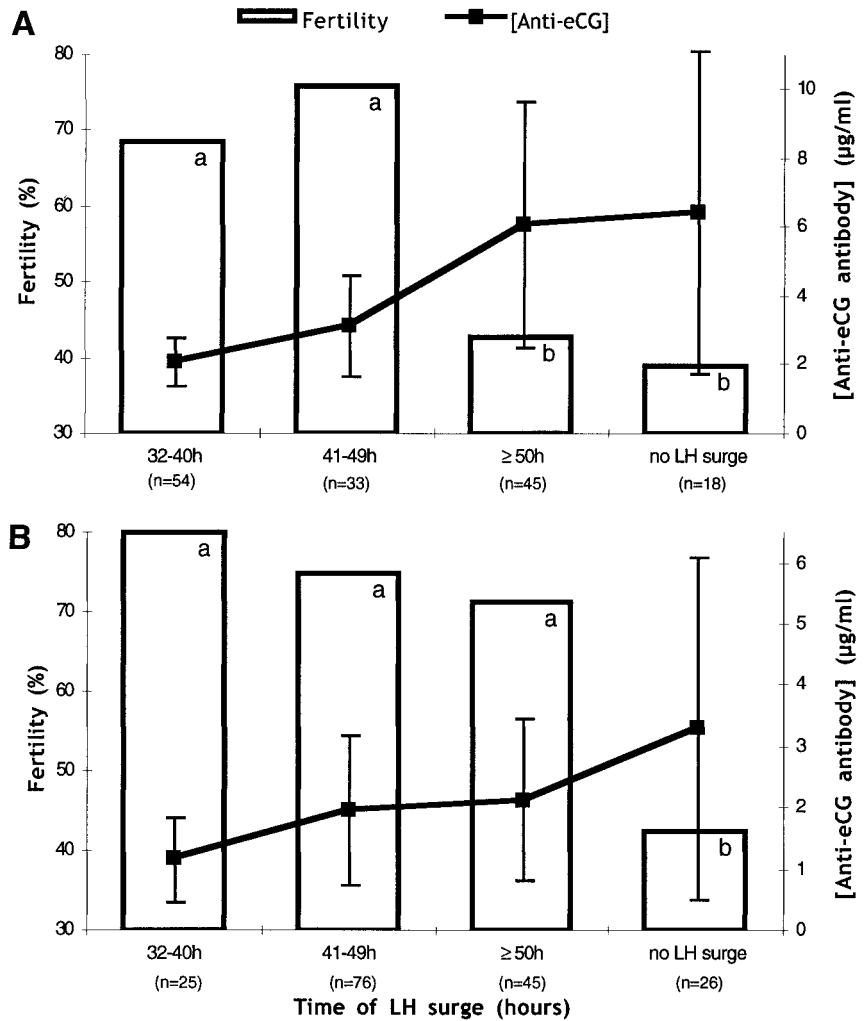 A
Fertility [Anti-eCG]
80
70
60
50
40
30
Fertility (%)
10
8
6
4
2
0
[Anti-eCG antibody] (µg/ml)
a
a
b
b
32-40h 41-49h ≥50h no LH surge
(n=54) (n=33) (n=45) (n=18)
B
80
70
60
50
40
30
Fertility (%)
6
5
4
3
2
1
0
[Anti-eCG antibody] (µg/ml)
a
a
a
b
32-40h 41-49h ≥50h no LH surge
(n=25) (n=76) (n=45) (n=26)
Time of LH surge (hours)